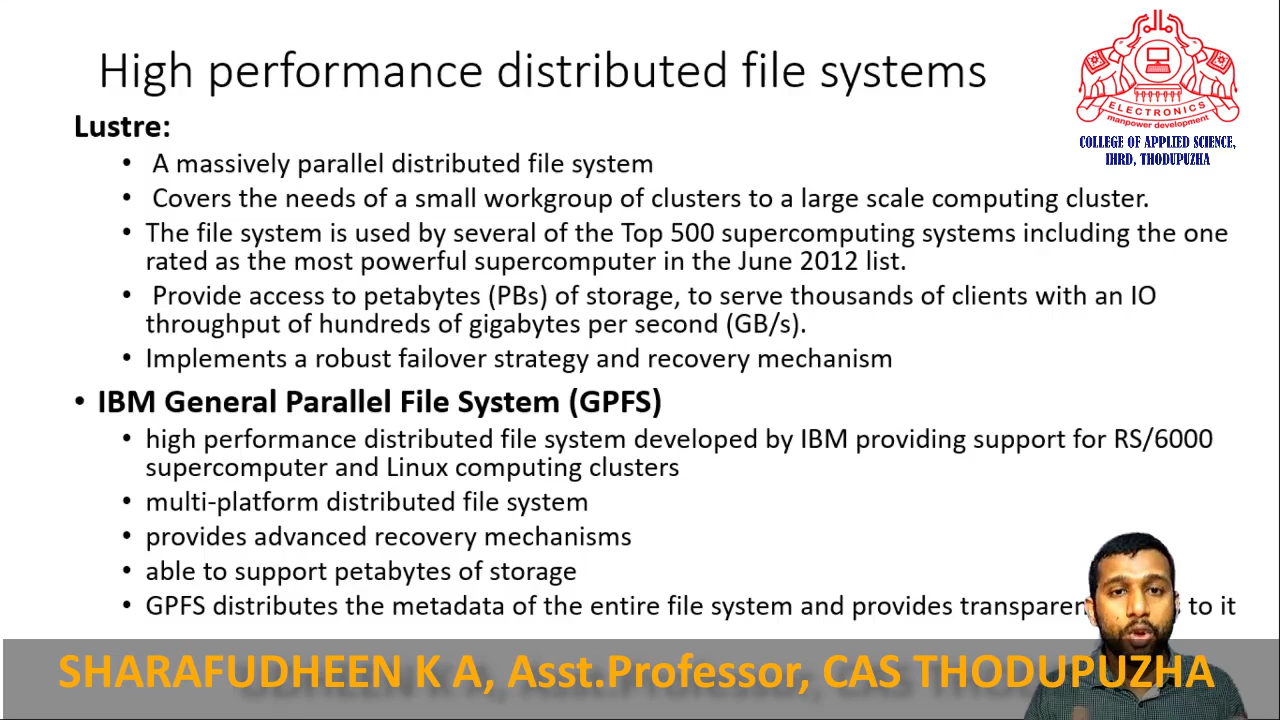 High performance distributed file systems
ELECTRONICS
manpower development
COLLEGE OF APPLIED SCIENCE,
IHRD, THODUPUZHA
Lustre:
• A massively parallel distributed file system
• Covers the needs of a small workgroup of clusters to a large scale computing cluster.
• The file system is used by several of the Top 500 supercomputing systems including the one
rated as the most powerful supercomputer in the June 2012 list.
• Provide access to petabytes (PBs) of storage, to serve thousands of clients with an IO
throughput of hundreds of gigabytes per second (GB/s).
• Implements a robust failover strategy and recovery mechanism
• IBM General Parallel File System (GPFS)
• high performance distributed file system developed by IBM providing support for RS/6000
supercomputer and Linux computing clusters
• multi-platform distributed file system
• provides advanced recovery mechanisms
• able to support petabytes of storage
• GPFS distributes the metadata of the entire file system and provides to it
SHARAFUDHEEN K A, Asst.Professor, CAS THODUPUZHA